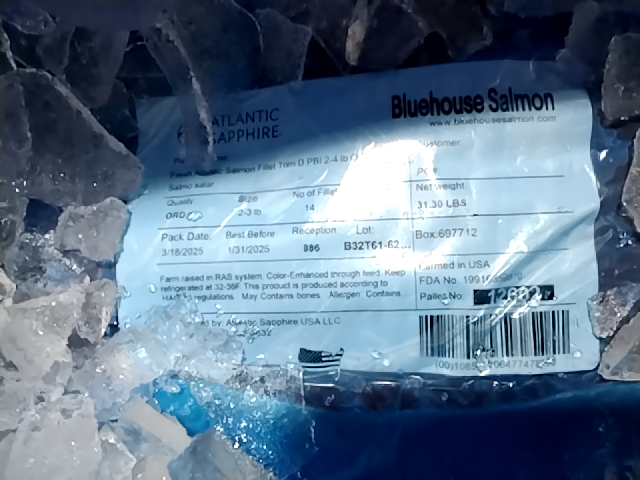 ATLANTIC SAPPHIRE
Bluehouse Salmon
www.bluehousesalmon.com
Salmon Fillet Trim D PBI 2-4 lb
Salmo salar
Quality Size No of Fillet
ORD 2-3 lb 14
Net weight
31.30 LBS
Pack Date: Best Before: Reception Lot:
3/18/2025 1/31/2025 086 B32T61-62...
Box:697712
Farm raised in RAS system. Color-Enhanced through feed. Keep
refrigerated at 32-36F. This product is produced according to
regulations. May Contains bones. Allergen: Contains
Farmed in USA
FDA No.
Pallet No:
by: Atlantic Sapphire USA LLC